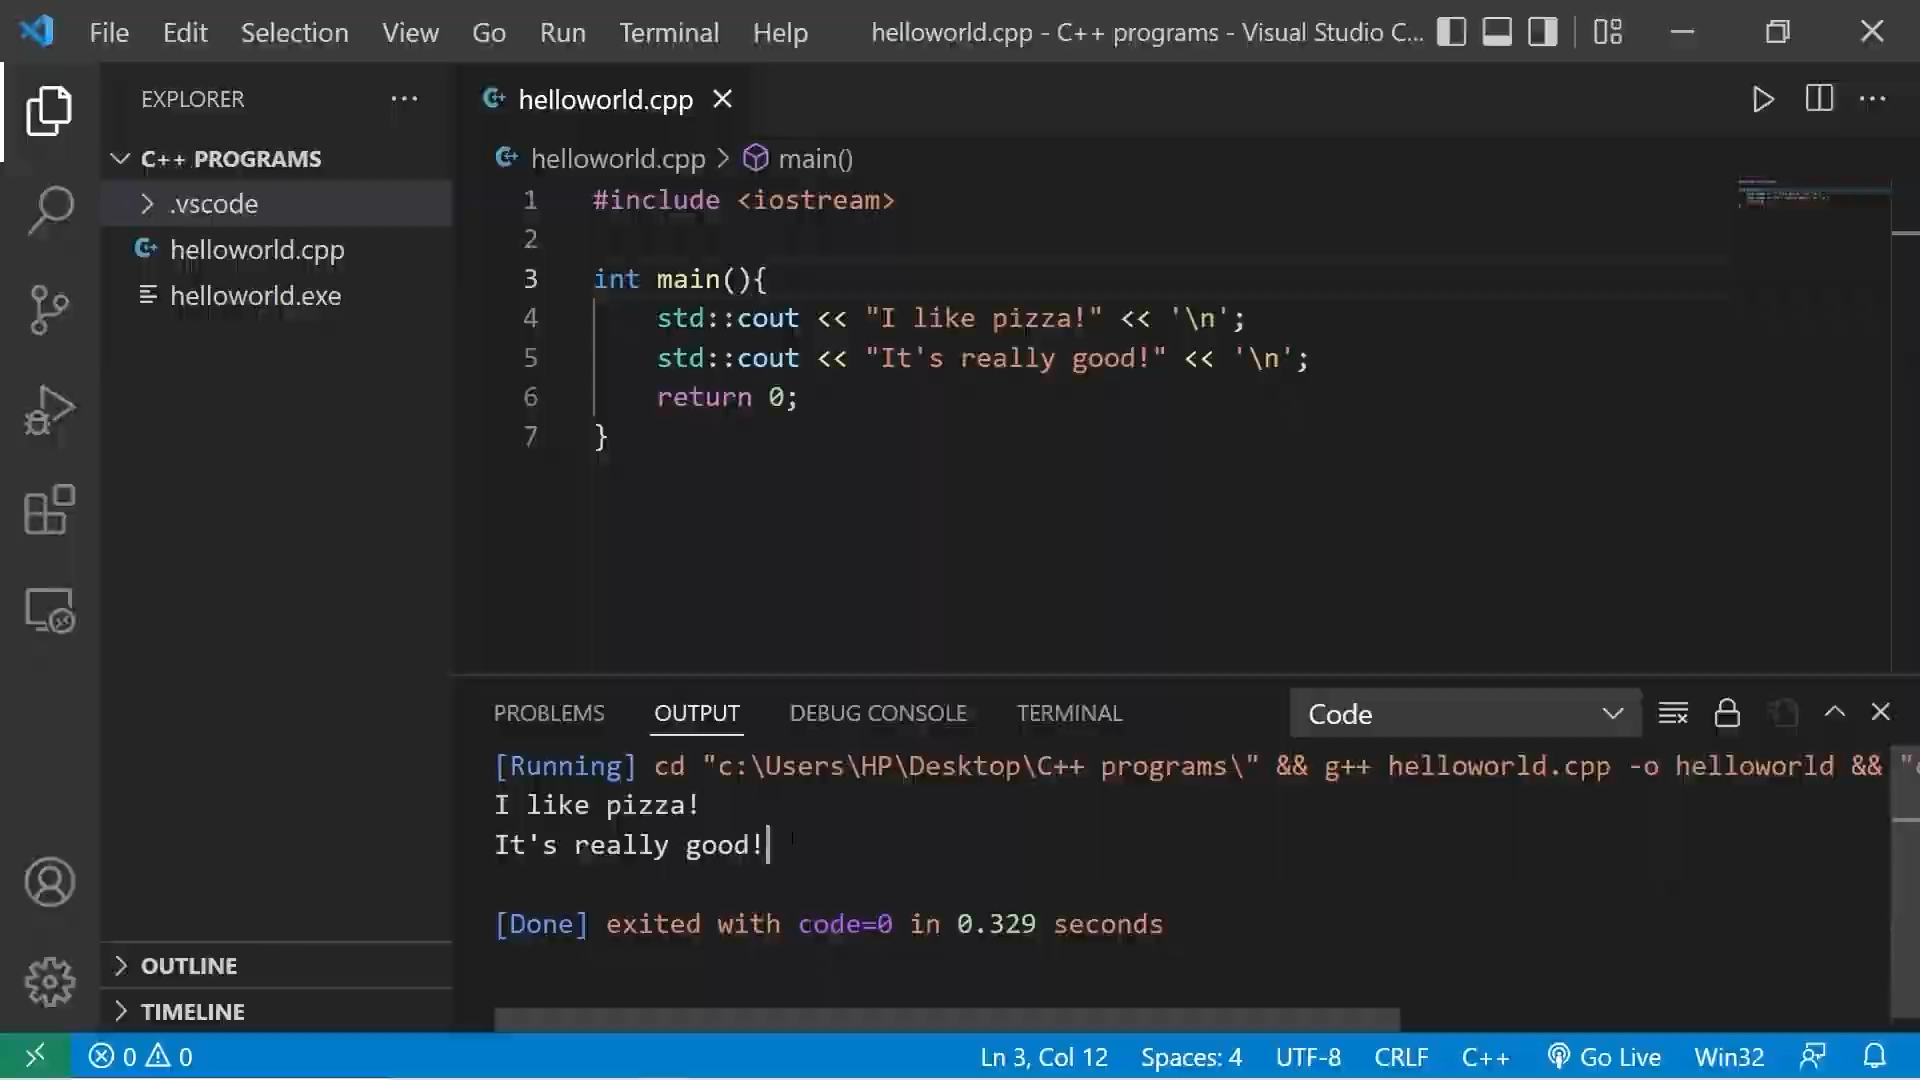 File Edit Selection View Go Run Terminal Help helloworld.cpp - C++ programs - Visual Studio C...
EXPLORER
C++ PROGRAMS
.vscode
helloworld.cpp
helloworld.exe
OUTLINE
TIMELINE
helloworld.cpp
helloworld.cpp > main()
1 #include <iostream>
2
3 int main(){
4 std::cout << "I like pizza!" << '\n';
5 std::cout << "It's really good!" << '\n';
6 return 0;
7 }
PROBLEMS OUTPUT DEBUG CONSOLE TERMINAL Code
[Running] cd "c:\Users\HP\Desktop\C++ programs\" && g++ helloworld.cpp -o helloworld && "
I like pizza!
It's really good!
[Done] exited with code=0 in 0.329 seconds
0 0 Ln 3, Col 12 Spaces: 4 UTF-8 CRLF C++ Go Live Win32